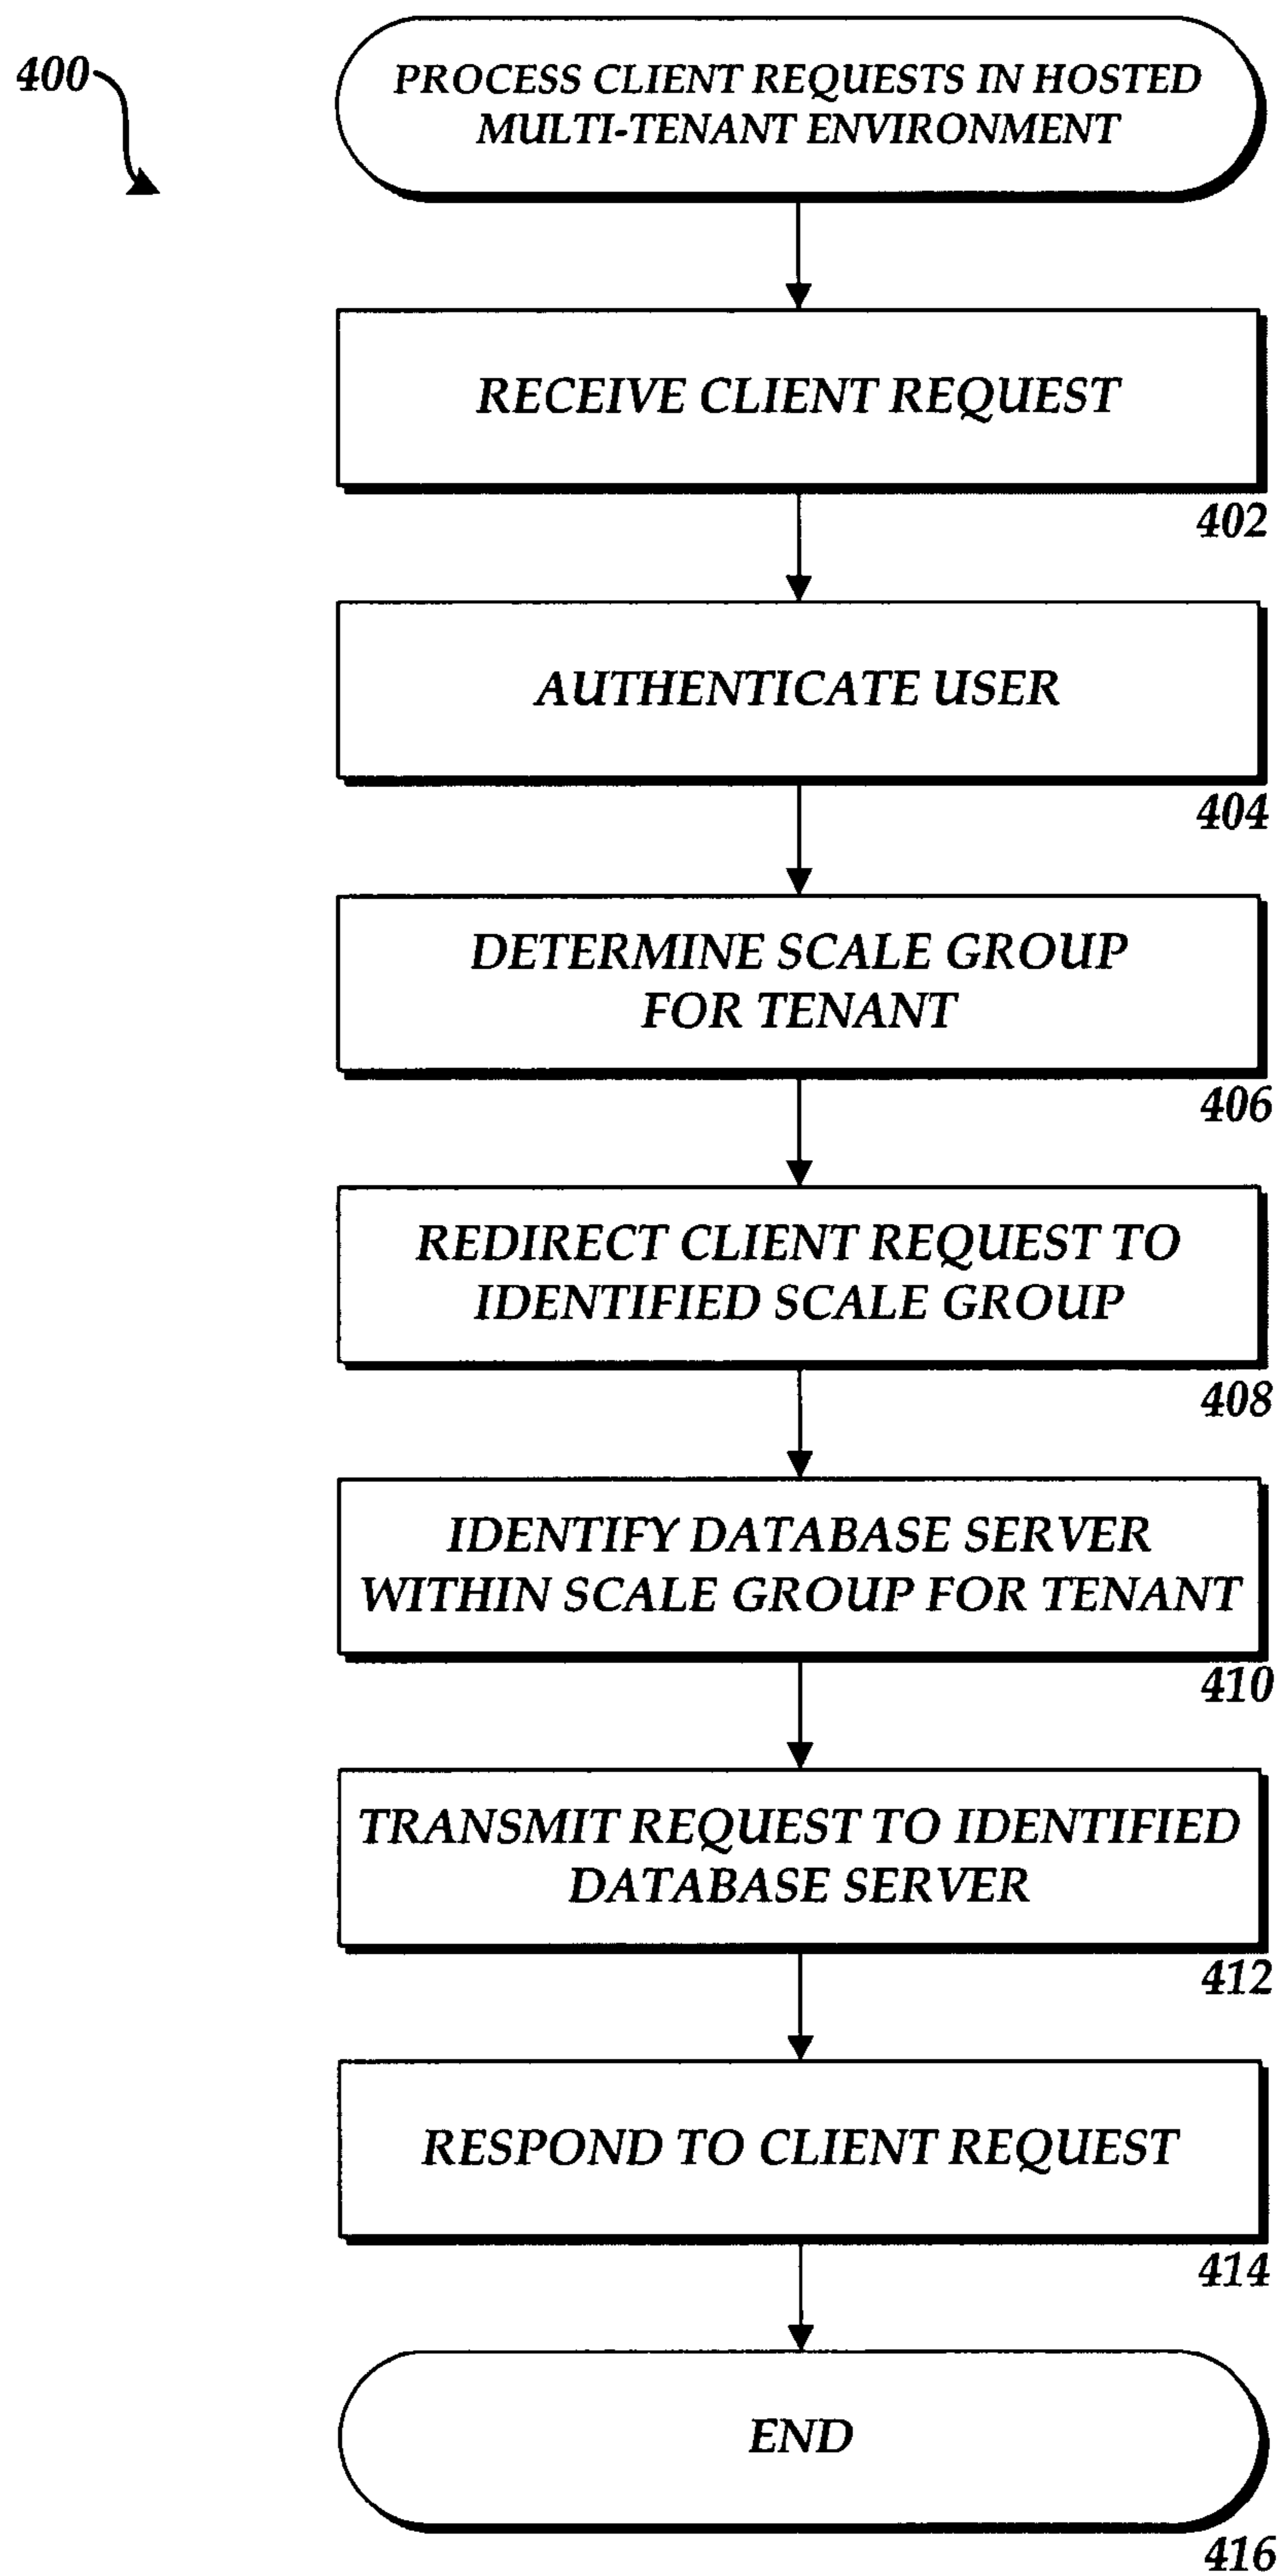 400
PROCESS CLIENT REQUESTS IN HOSTED
MULTI-TENANT ENVIRONMENT
RECEIVE CLIENT REQUEST
402
AUTHENTICATE USER
404
DETERMINE SCALE GROUP
FOR TENANT
406
REDIRECT CLIENT REQUEST TO
IDENTIFIED SCALE GROUP
408
IDENTIFY DATABASE SERVER
WITHIN SCALE GROUP FOR TENANT
410
TRANSMIT REQUEST TO IDENTIFIED
DATABASE SERVER
412
RESPOND TO CLIENT REQUEST
414
END
416